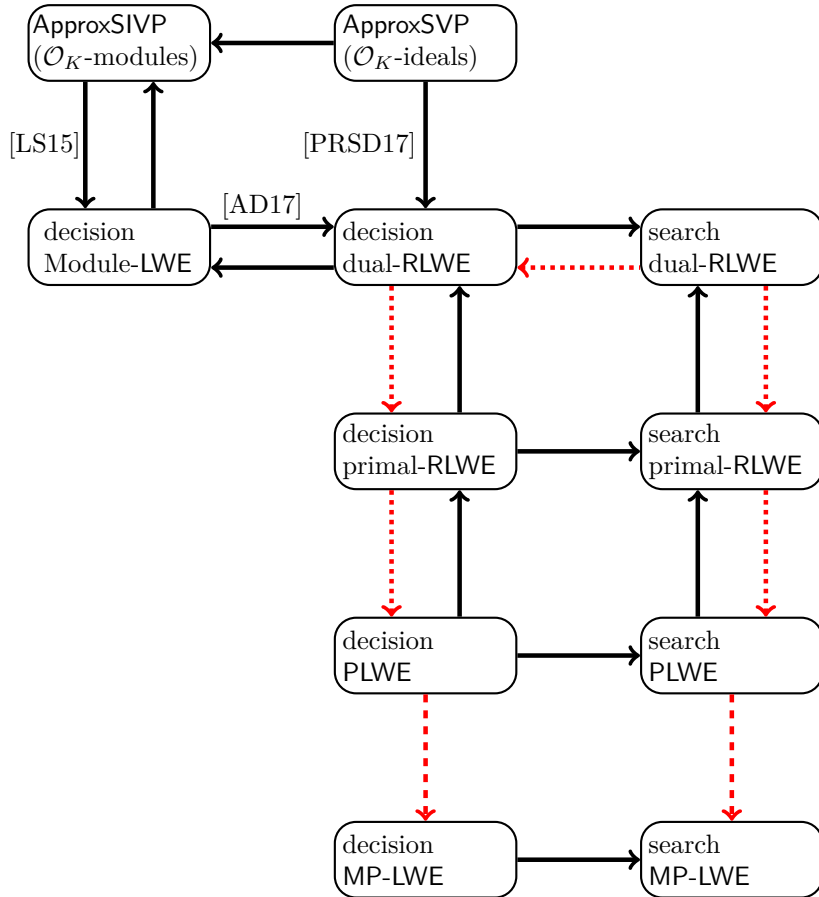 ApproxSIVP
(𝒪_K-modules)
ApproxSVP
(𝒪_K-ideals)
[LS15]
[PRSD17]
[AD17]
decision
Module-LWE
decision
dual-RLWE
search
dual-RLWE
decision
primal-RLWE
search
primal-RLWE
decision
PLWE
search
PLWE
decision
MP-LWE
search
MP-LWE